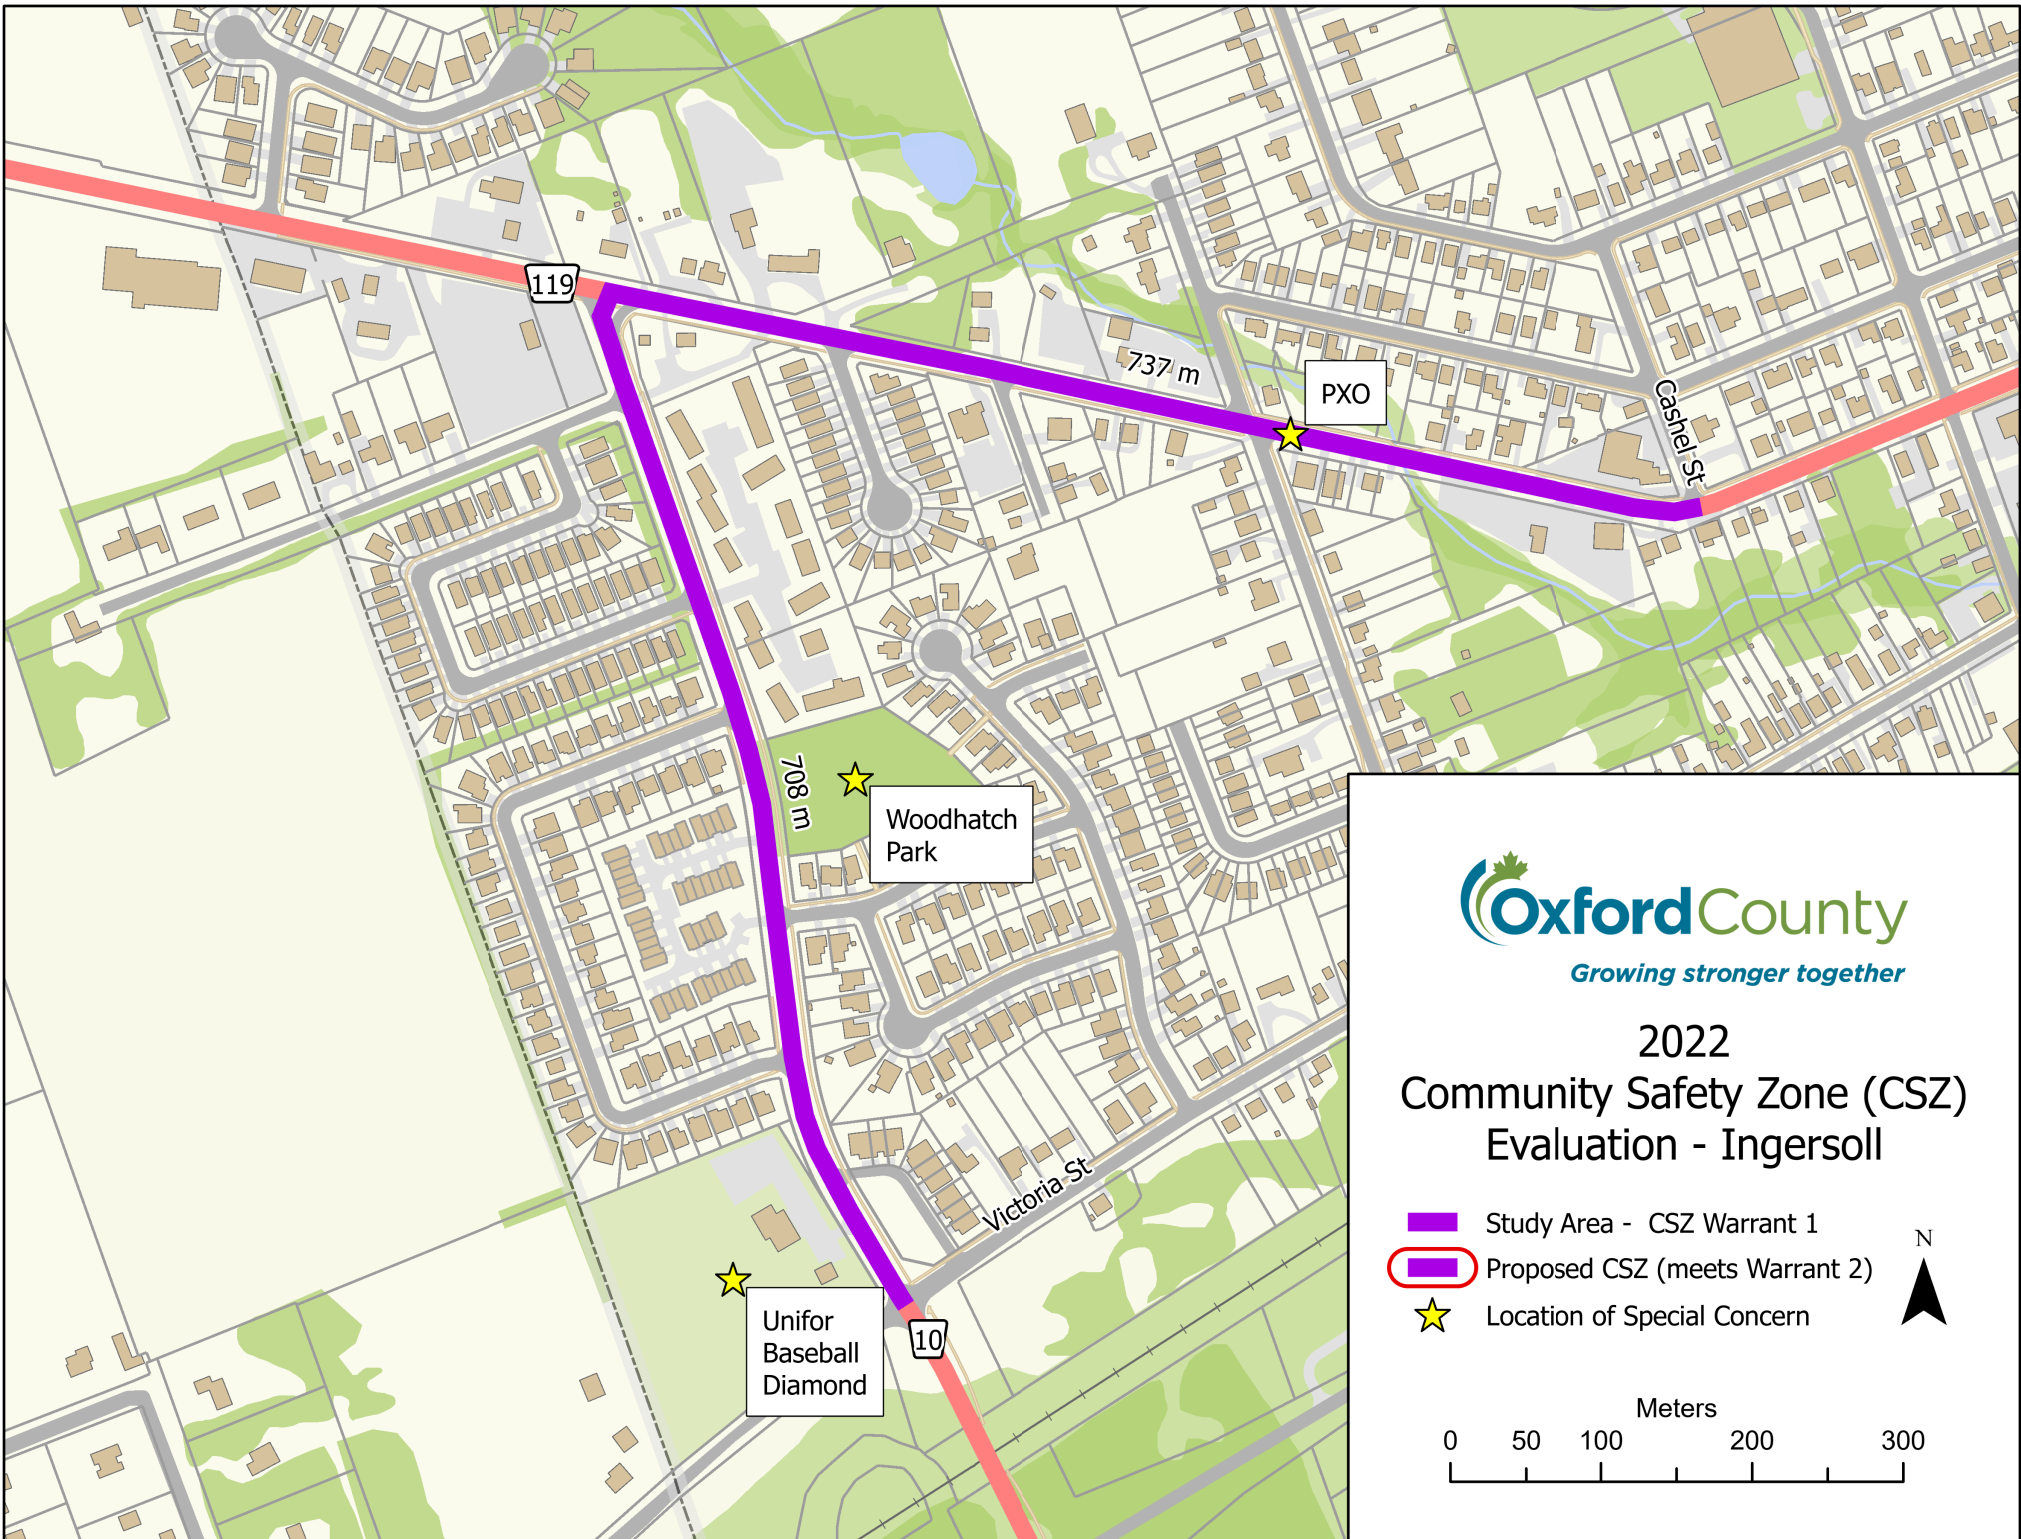 119
737 m
PXO
Cashel St
708 m
Woodhatch
Park
Victoria St
Unifor
Baseball
Diamond
10
OxfordCounty
Growing stronger together
2022
Community Safety Zone (CSZ)
Evaluation - Ingersoll
Study Area - CSZ Warrant 1
Proposed CSZ (meets Warrant 2)
Location of Special Concern
N
Meters
0 50 100 200 300